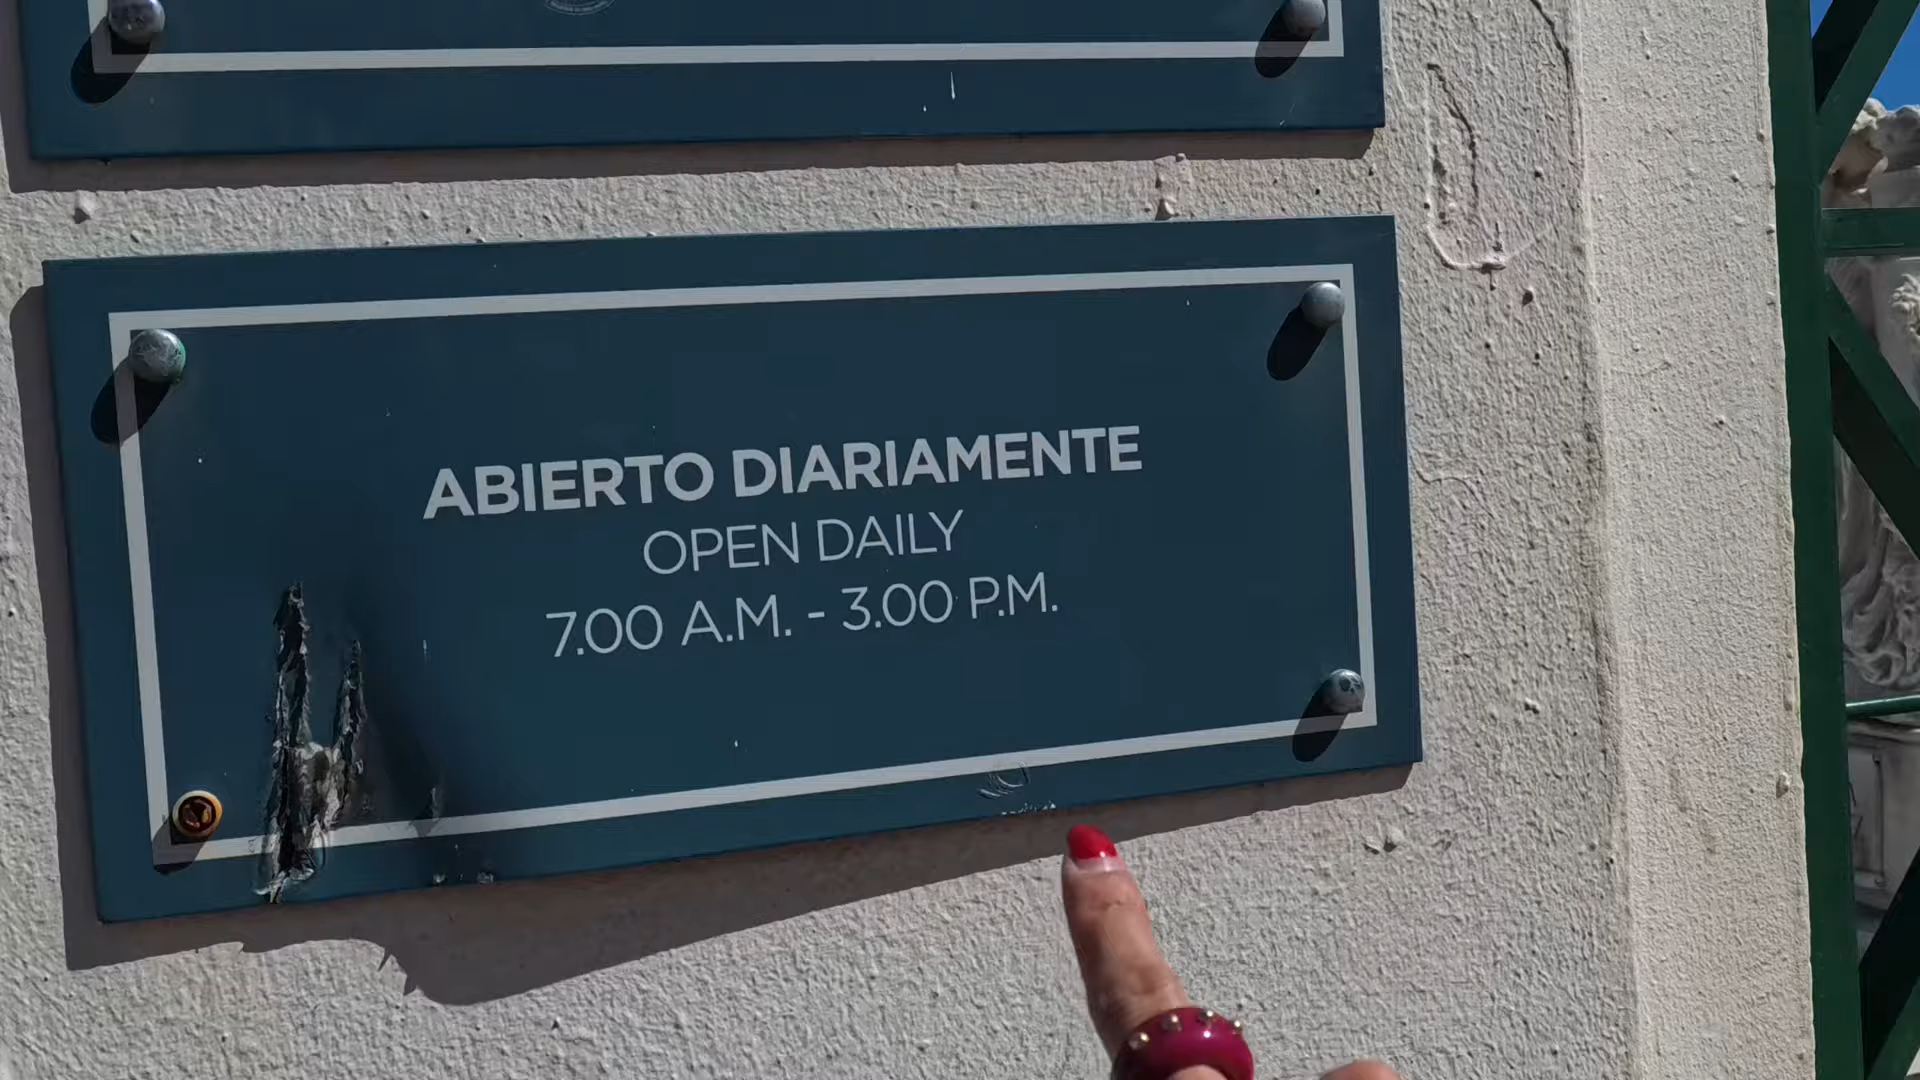 ABIERTO DIARIAMENTE
OPEN DAILY
7.00 A.M. - 3.00 P.M.